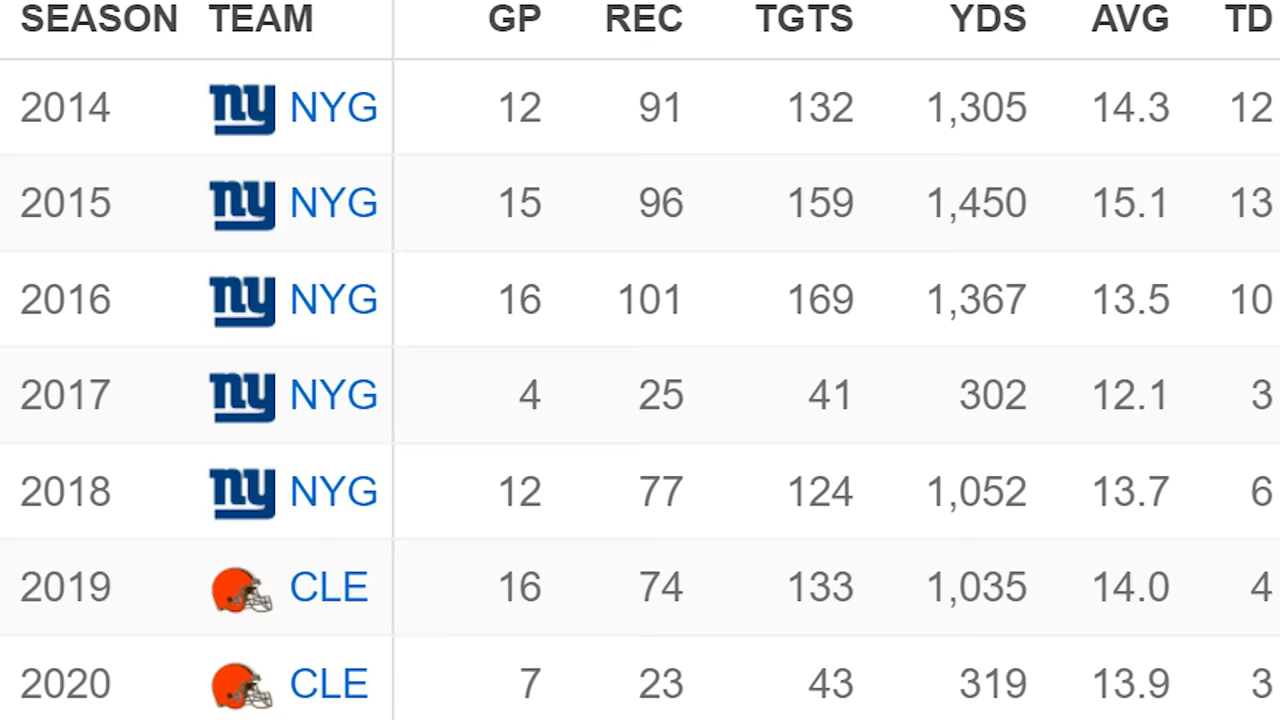 SEASON TEAM GP REC TGTS YDS AVG TD
2014 ny NYG 12 91 132 1,305 14.3 12
2015 ny NYG 15 96 159 1,450 15.1 13
2016 ny NYG 16 101 169 1,367 13.5 10
2017 ny NYG 4 25 41 302 12.1 3
2018 ny NYG 12 77 124 1,052 13.7 6
2019 CLE 16 74 133 1,035 14.0 4
2020 CLE 7 23 43 319 13.9 3